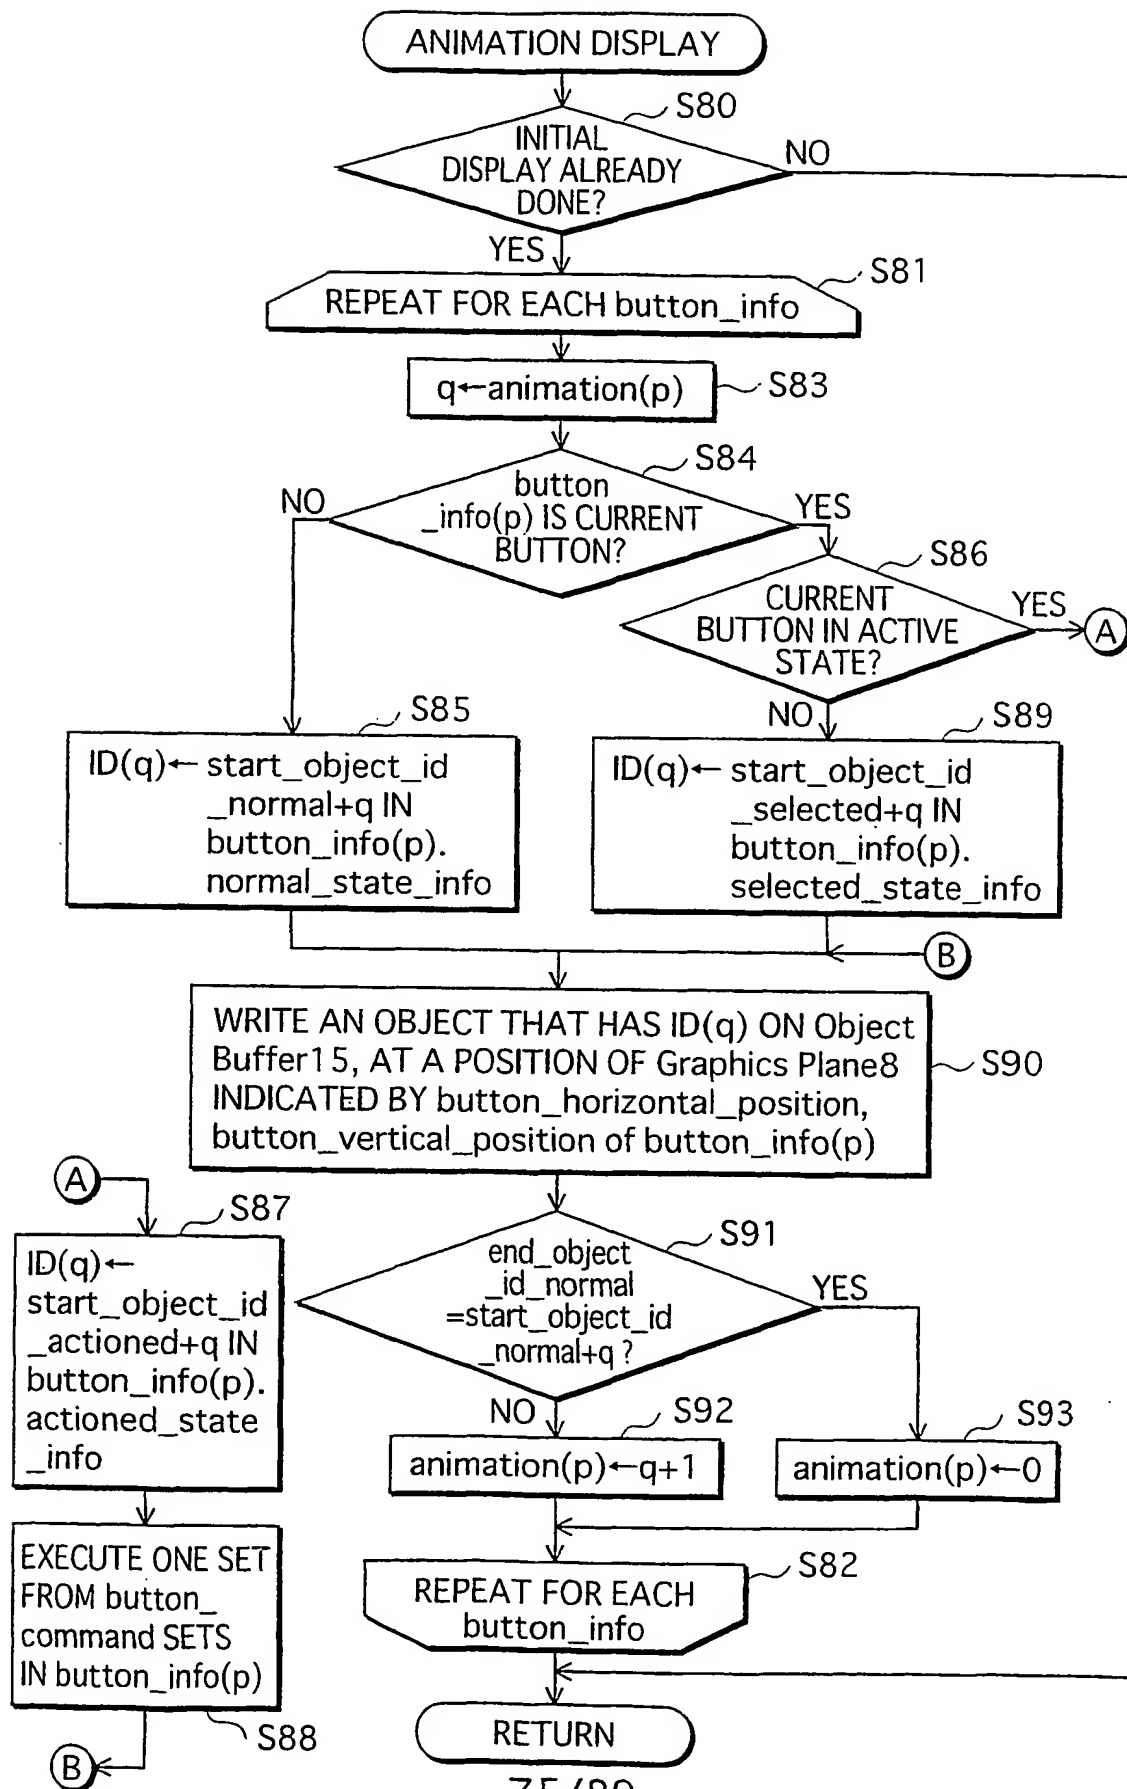 ANIMATION DISPLAY
S80
INITIAL
DISPLAY ALREADY
DONE?
NO
YES
S81
REPEAT FOR EACH button_info
q←animation(p)
S83
S84
button
_info(p) IS CURRENT
BUTTON?
NO
YES
S86
CURRENT
BUTTON IN ACTIVE
STATE?
YES
A
NO
S85
ID(q)← start_object_id
_normal+q IN
button_info(p).
normal_state_info
S89
ID(q)← start_object_id
_selected+q IN
button_info(p).
selected_state_info
B
WRITE AN OBJECT THAT HAS ID(q) ON Object
Buffer15, AT A POSITION OF Graphics Plane8
INDICATED BY button_horizontal_position,
button_vertical_position of button_info(p)
S90
A
S87
ID(q)←
start_object_id
_actioned+q IN
button_info(p).
actioned_state
_info
EXECUTE ONE SET
FROM button_
command SETS
IN button_info(p)
S88
B
S91
end_object
_id_normal
=start_object_id
_normal+q ?
YES
NO
S92
animation(p)←q+1
S93
animation(p)←0
S82
REPEAT FOR EACH
button_info
RETURN